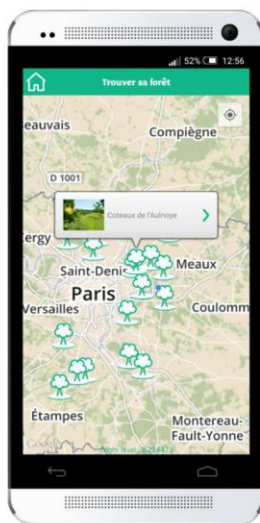 52% 12:56
Trouver sa forêt
eauvais
Compiègne
D 1001
Coteaux de l'Aulnoye
ergy
Saint-Deni
Meaux
Paris
Versailles
Coulomm
Étampes
Montereau-
Fault-Yonne